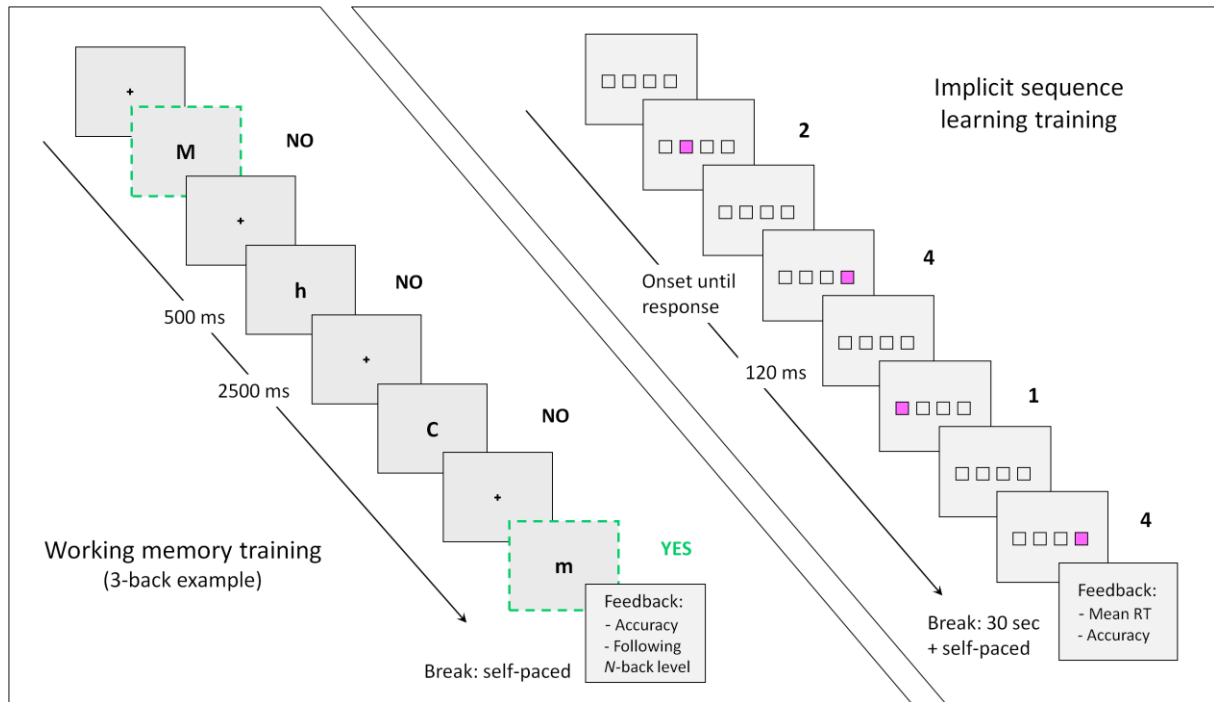 M
NO
h
NO
500 ms
2500 ms
C
NO
m
YES
Working memory training
(3-back example)
Feedback:
- Accuracy
- Following
N-back level
Break: self-paced
Implicit sequence
learning training
2
4
Onset until
response
120 ms
1
4
Feedback:
- Mean RT
- Accuracy
Break: 30 sec
+ self-paced